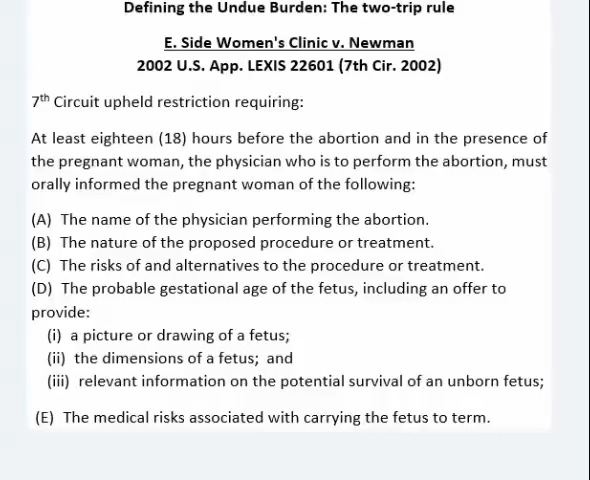 Defining the Undue Burden: The two-trip rule
E. Side Women's Clinic v. Newman
2002 U.S. App. LEXIS 22601 (7th Cir. 2002)
7th Circuit upheld restriction requiring:
At least eighteen (18) hours before the abortion and in the presence of
the pregnant woman, the physician who is to perform the abortion, must
orally informed the pregnant woman of the following:
(A) The name of the physician performing the abortion.
(B) The nature of the proposed procedure or treatment.
(C) The risks of and alternatives to the procedure or treatment.
(D) The probable gestational age of the fetus, including an offer to
provide:
(i) a picture or drawing of a fetus;
(ii) the dimensions of a fetus; and
(iii) relevant information on the potential survival of an unborn fetus;
(E) The medical risks associated with carrying the fetus to term.